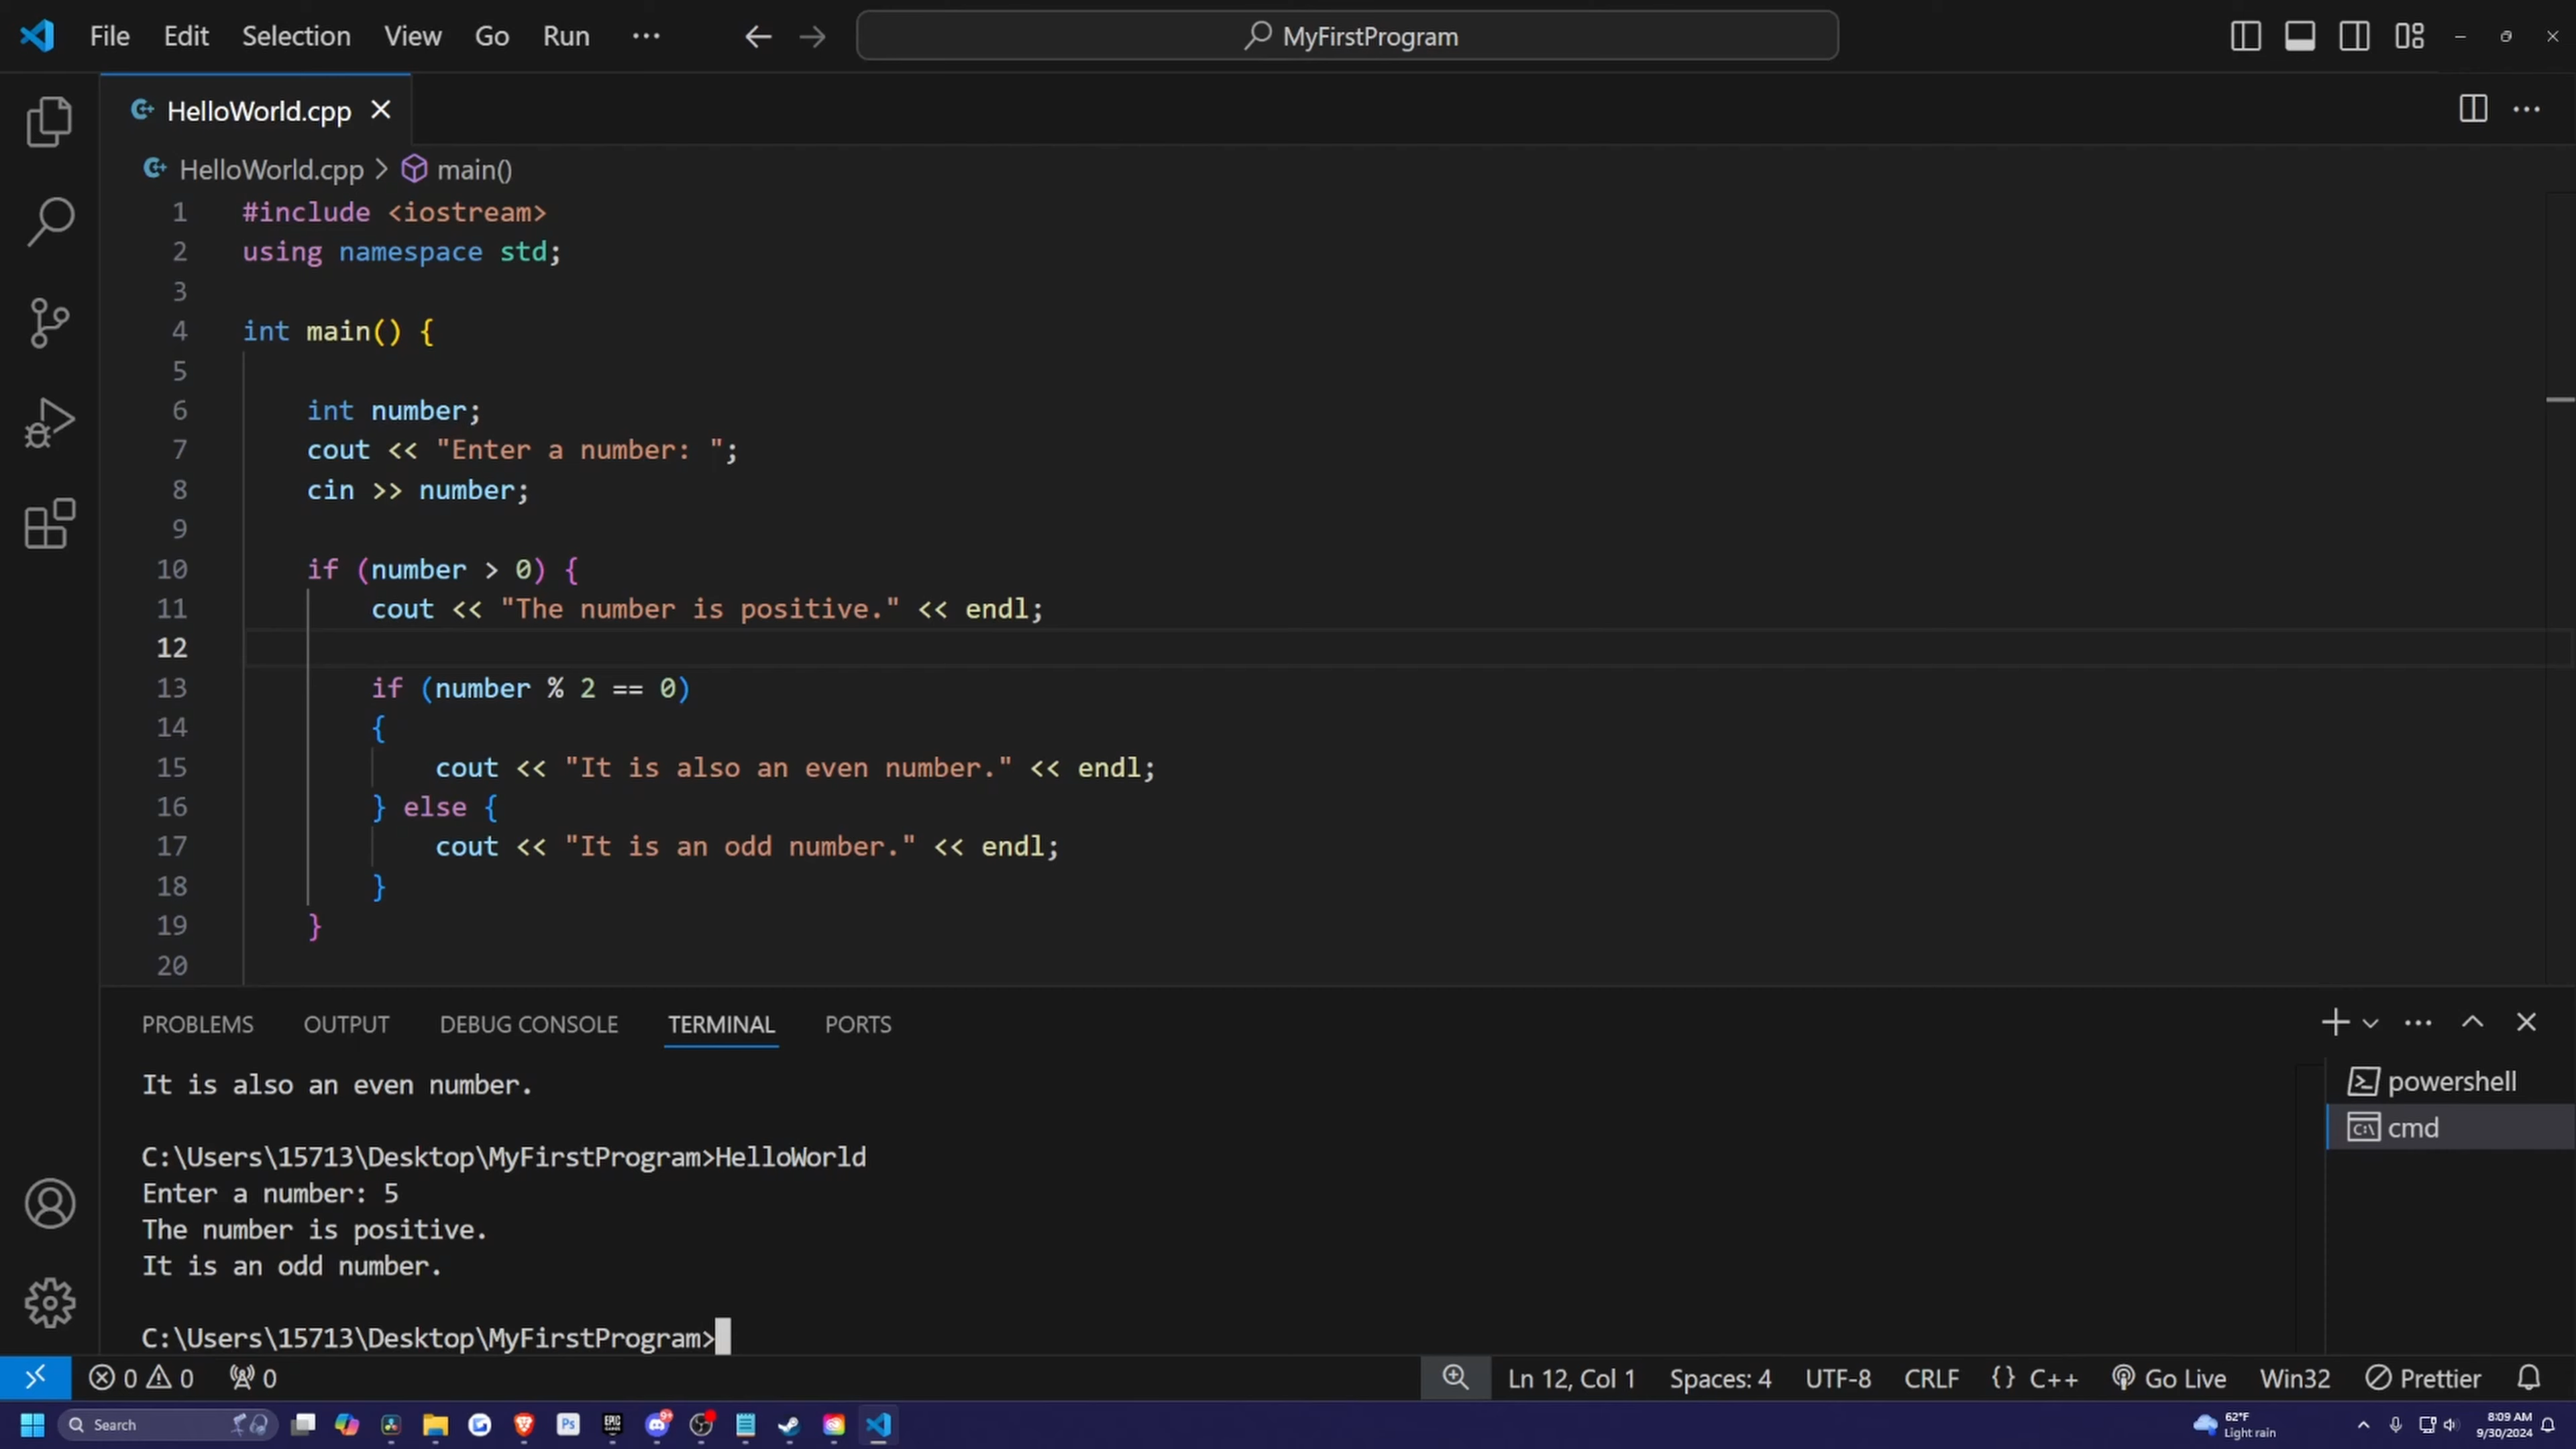 File Edit Selection View Go Run ··· MyFirstProgram
HelloWorld.cpp
HelloWorld.cpp > main()
1 #include <iostream>
2 using namespace std;
3
4 int main() {
5
6 int number;
7 cout << "Enter a number: ";
8 cin >> number;
9
10 if (number > 0) {
11 cout << "The number is positive." << endl;
12
13 if (number % 2 == 0)
14 {
15 cout << "It is also an even number." << endl;
16 } else {
17 cout << "It is an odd number." << endl;
18 }
19 }
20
PROBLEMS OUTPUT DEBUG CONSOLE TERMINAL PORTS
It is also an even number.
C:\Users\15713\Desktop\MyFirstProgram>HelloWorld
Enter a number: 5
The number is positive.
It is an odd number.
C:\Users\15713\Desktop\MyFirstProgram>
powershell
cmd
0 0 0 Ln 12, Col 1 Spaces: 4 UTF-8 CRLF {} C++ Go Live Win32 Prettier
Search Ps EPIC 62°F 8:09 AM
Light rain 9/30/2024